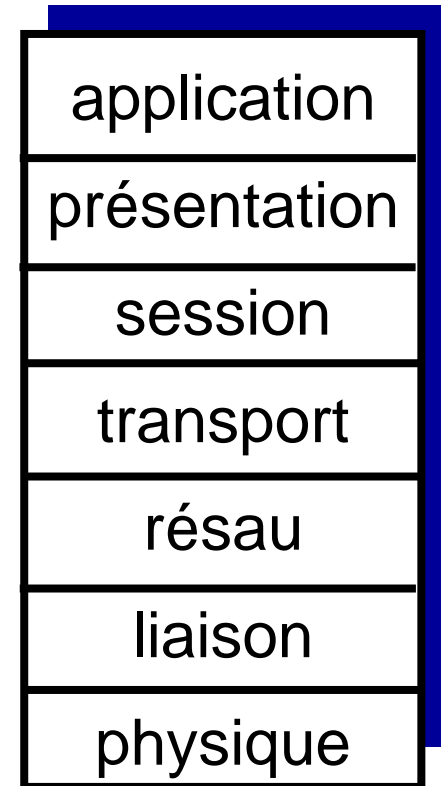 application
présentation
session
transport
résau
liaison
physique